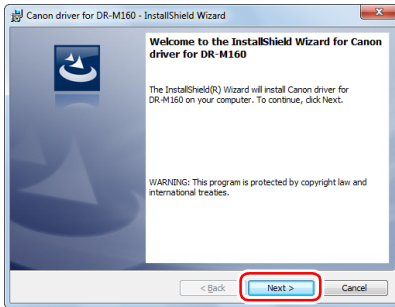 Canon driver for DR-M160 - InstallShield Wizard
Welcome to the InstallShield Wizard for Canon
driver for DR-M160
The InstallShield(R) Wizard will install Canon driver for
DR-M160 on your computer. To continue, click Next.
WARNING: This program is protected by copyright law and
international treaties.
< Back
Next >
Cancel